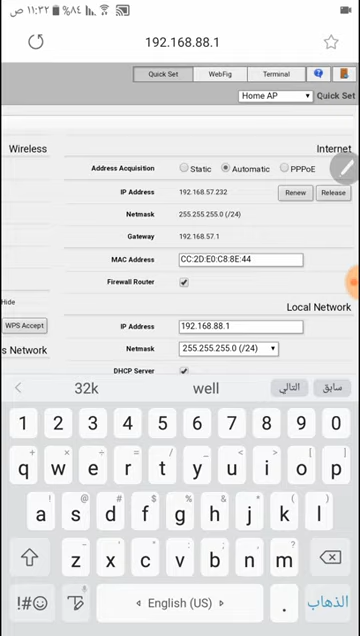 ص ١١:٣٢ %٨٤
192.168.88.1
Quick Set WebFig Terminal
Home AP Quick Set
Wireless Internet
Address Acquisition Static Automatic PPPoE
IP Address 192.168.57.232 Renew Release
Netmask 255.255.255.0 (/24)
Gateway 192.168.57.1
MAC Address CC:2D:E0:C8:8E:44
Firewall Router
Hide Local Network
WPS Accept IP Address 192.168.88.1
s Network Netmask 255.255.255.0 (/24)
DHCP Server
32k well التالي سابق
1 2 3 4 5 6 7 8 9 0
q w e r t y u i o p
a s d f g h j k l
z x c v b n m
!#☺ English (US) . الذهاب